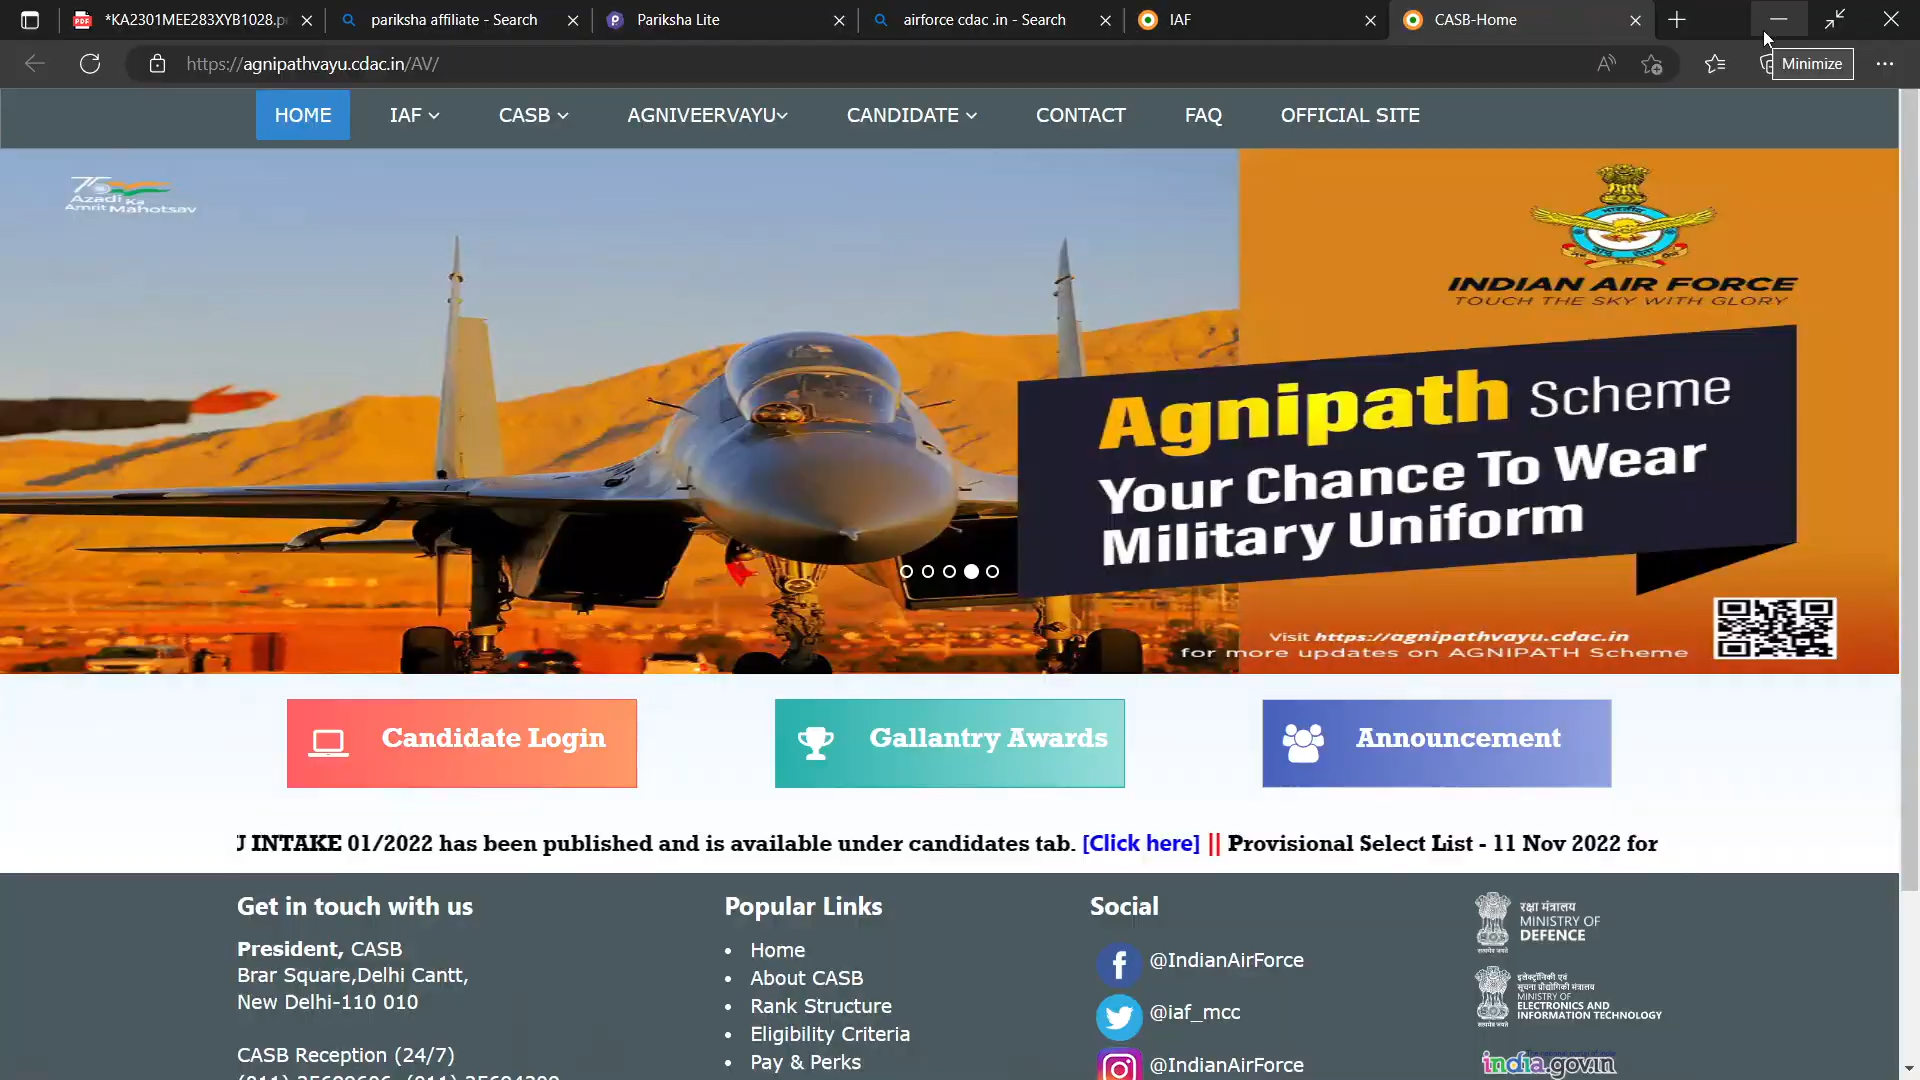 *KA2301MEE283XYB1028.p
pariksha affiliate - Search
Pariksha Lite
airforce cdac .in - Search
IAF
CASB-Home
https://agnipathvayu.cdac.in/AV/
Minimize
HOME
IAF
CASB
AGNIVEERVAYU
CANDIDATE
CONTACT
FAQ
OFFICIAL SITE
75
Azadi Ka
Amrit Mahotsav
INDIAN AIR FORCE
TOUCH THE SKY WITH GLORY
Agnipath Scheme
Your Chance To Wear
Military Uniform
Visit https://agnipathvayu.cdac.in
for more updates on AGNIPATH Scheme
Candidate Login
Gallantry Awards
Announcement
J INTAKE 01/2022 has been published and is available under candidates tab. [Click here] || Provisional Select List - 11 Nov 2022 for
Get in touch with us
President, CASB
Brar Square,Delhi Cantt,
New Delhi-110 010
CASB Reception (24/7)
Popular Links
Home
About CASB
Rank Structure
Eligibility Criteria
Pay & Perks
Social
@IndianAirForce
@iaf_mcc
@IndianAirForce
रक्षा मंत्रालय
MINISTRY OF
DEFENCE
इलेक्ट्रॉनिकी एवं
सूचना प्रौद्योगिकी मंत्रालय
MINISTRY OF
ELECTRONICS AND
INFORMATION TECHNOLOGY
india.gov.in